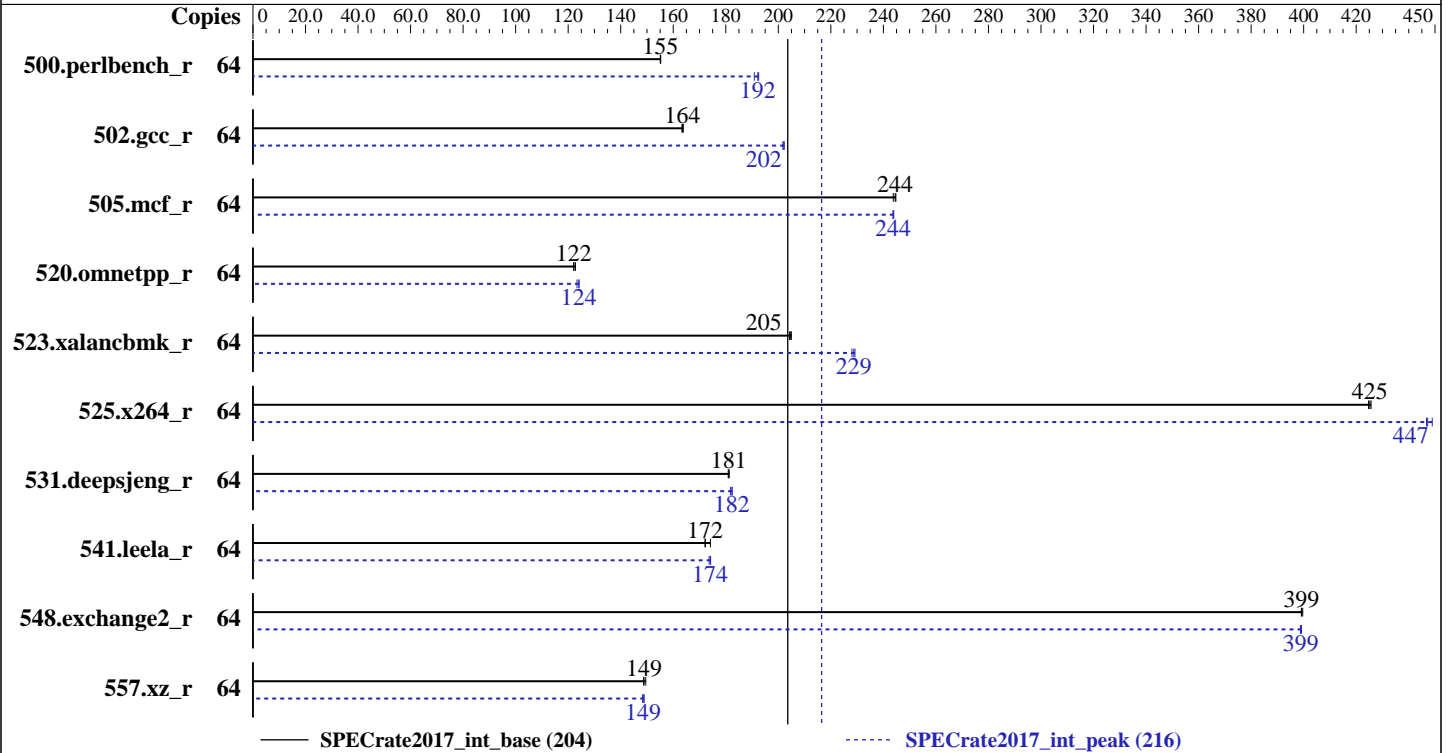 Copies 0 20.0 40.0 60.0 80.0 100 120 140 160 180 200 220 240 260 280 300 320 340 360 380 400 420 450
155
500.perlbench_r 64
192
164
502.gcc_r 64
202
244
505.mcf_r 64
244
122
520.omnetpp_r 64
124
205
523.xalancbmk_r 64
229
425
525.x264_r 64
447
181
531.deepsjeng_r 64
182
172
541.leela_r 64
174
399
548.exchange2_r 64
399
149
557.xz_r 64
149
SPECrate2017_int_base (204) SPECrate2017_int_peak (216)